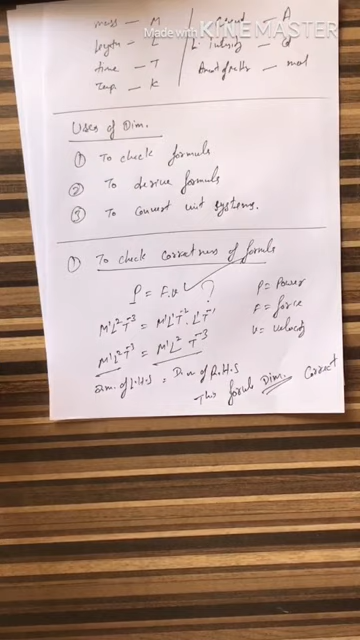 mass — M / Current — A
Made with KINEMASTER
length — L / L. Intensity — cd
time — T / Amount of matter — mol
Temp. — K
Uses of Dim.
① To check formula
② To derive formula
③ To convert unit systems.
① To check correctness of formula
P = F.v ?
P = Power
M¹L²T⁻³ = M¹L¹T⁻². L¹T⁻¹
F = force
M¹L²T⁻³ = M¹L² T⁻³
V = velocity
Dim. of L.H.S = Dim of R.H.S
This formula Dim. Correct